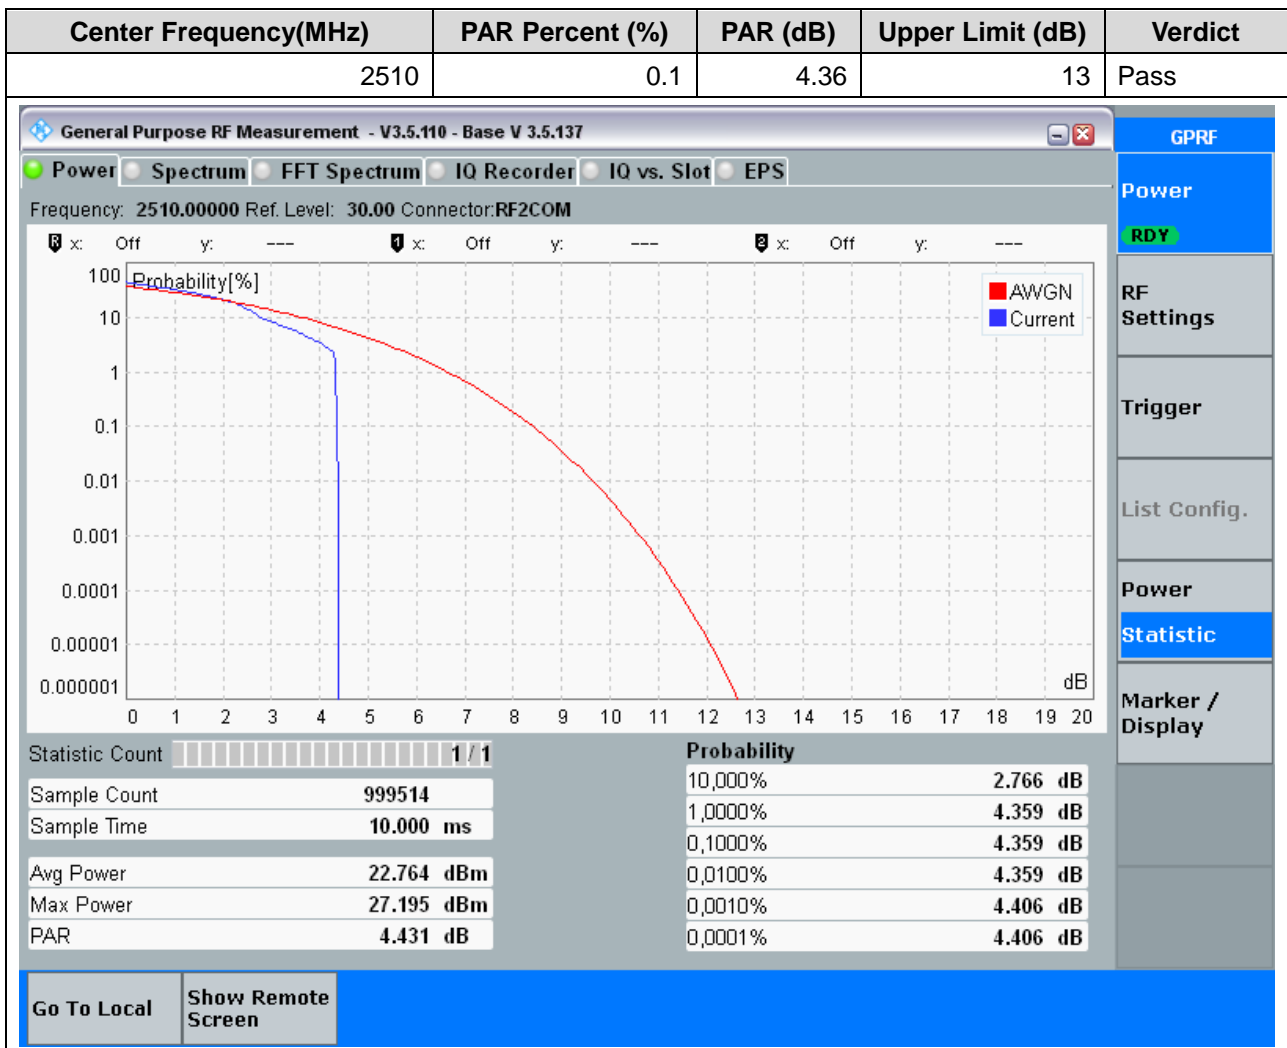 Center Frequency(MHz) PAR Percent (%) PAR (dB) Upper Limit (dB) Verdict
2510 0.1 4.36 13 Pass
General Purpose RF Measurement - V3.5.110 - Base V 3.5.137
GPRF
Power Spectrum FFT Spectrum IQ Recorder IQ vs. Slot EPS
Power
RDY
Frequency: 2510.00000 Ref. Level: 30.00 Connector:RF2COM
R x: Off y: --- 1 x: Off y: --- 2 x: Off y: ---
Probability[%]
AWGN
Current
100
10
1
0.1
0.01
0.001
0.0001
0.00001
0.000001
dB
0 1 2 3 4 5 6 7 8 9 10 11 12 13 14 15 16 17 18 19 20
RF
Settings
Trigger
List Config.
Power
Statistic
Marker /
Display
Statistic Count 1 / 1
Sample Count 999514
Sample Time 10.000 ms
Avg Power 22.764 dBm
Max Power 27.195 dBm
PAR 4.431 dB
Probability
10,000% 2.766 dB
1,0000% 4.359 dB
0,1000% 4.359 dB
0,0100% 4.359 dB
0,0010% 4.406 dB
0,0001% 4.406 dB
Go To Local
Show Remote
Screen